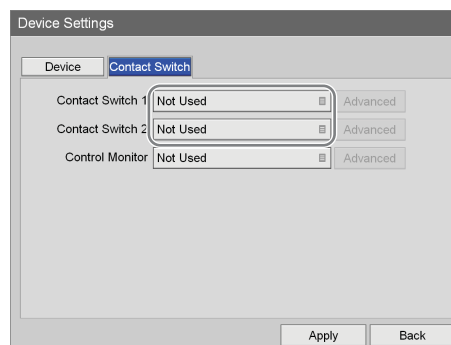 Device Settings
Device Contact Switch
Contact Switch 1 Not Used Advanced
Contact Switch 2 Not Used Advanced
Control Monitor Not Used Advanced
Apply Back